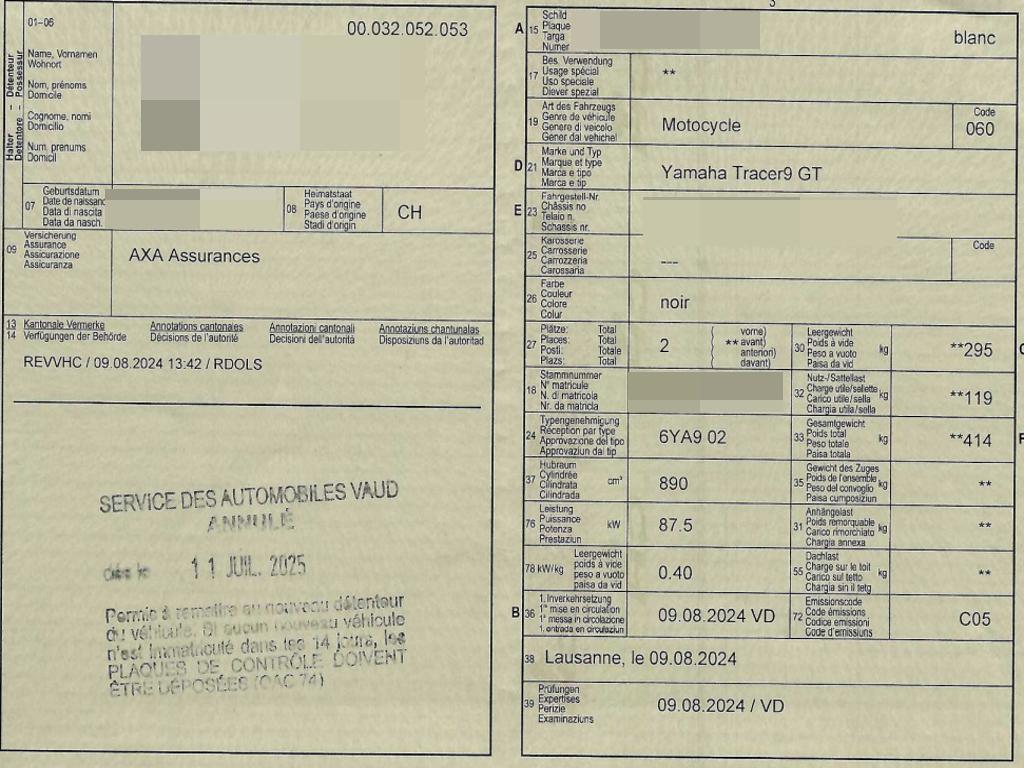 01-06
00.032.052.053
Halter - Détenteur
Detentore - Possessur
Name, Vornamen
Wohnort
Nom, prénoms
Domicile
Cognome, nomi
Domicilio
Num, prenums
Domicil
07
Geburtsdatum
Date de naissanc
Data di nascita
Data da nasch.
08
Heimatstaat
Pays d'origine
Paese d'origine
Stadi d'origin
CH
09
Versicherung
Assurance
Assicurazione
Assicuranza
AXA Assurances
13 Kantonale Vermerke Annotations cantonales Annotazioni cantonali Annotaziuns chantunalas
14 Verfügungen der Behörde Décisions de l'autorité Decisioni dell'autorità Disposiziuns da l'autoritad
REVVHC / 09.08.2024 13:42 / RDOLS
SERVICE DES AUTOMOBILES VAUD
ANNULÉ
dès le 11 JUIL. 2025
Permis à remettre au nouveau détenteur
du véhicule. Si aucun nouveau véhicule
n'est immatriculé dans les 14 jours, les
PLAQUES DE CONTRÔLE DOIVENT
ÊTRE DÉPOSÉES (OAC 74)
3
A 15
Schild
Plaque
Targa
Numer
blanc
17
Bes. Verwendung
Usage spécial
Uso speciale
Diever spezial
**
19
Art des Fahrzeugs
Genre de véhicule
Genere di veicolo
Gener dal vehichel
Motocycle
Code
060
D 21
Marke und Typ
Marque et type
Marca e tipo
Marca e tip
Yamaha Tracer9 GT
E 23
Fahrgestell-Nr.
Châssis no
Telaio n.
Schassis nr.
25
Karosserie
Carrosserie
Carrozzeria
Carossaria
---
Code
26
Farbe
Couleur
Colore
Colur
noir
27
Plätze: Total
Places: Total
Posti: Totale
Plazs: Total
2
( vorne)
( ** avant)
( anteriori)
( davant)
30
Leergewicht
Poids à vide
Peso a vuoto
Paisa da vid
kg
**295
18
Stammnummer
N° matricule
N. di matricola
Nr. da matricla
32
Nutz-/Sattellast
Charge utile/sellette
Carico utile/sella
Chargia utila/sella
kg
**119
24
Typengenehmigung
Réception par type
Approvazione del tipo
Approvaziun dal tip
6YA9 02
33
Gesamtgewicht
Poids total
Peso totale
Paisa totala
kg
**414
37
Hubraum
Cylindrée
Cilindrata
Cilindrada
cm³
890
35
Gewicht des Zuges
Poids de l'ensemble
Peso del convoglio
Paisa cumposiziun
kg
**
76
Leistung
Puissance
Potenza
Prestaziun
kW
87.5
31
Anhängelast
Poids remorquable
Carico rimorchiato
Chargia annexa
kg
**
78 kW/kg
Leergewicht
poids à vide
peso a vuoto
paisa da vid
0.40
55
Dachlast
Charge sur le toit
Carico sul tetto
Chargia sin il tetg
kg
**
B 36
1. Inverkehrsetzung
1re mise en circulation
1a messa in circolazione
1. entrada en circulaziun
09.08.2024 VD
72
Emissionscode
Code émissions
Codice emissioni
Code d'emissiuns
C05
38 Lausanne, le 09.08.2024
39
Prüfungen
Expertises
Perizie
Examinaziuns
09.08.2024 / VD